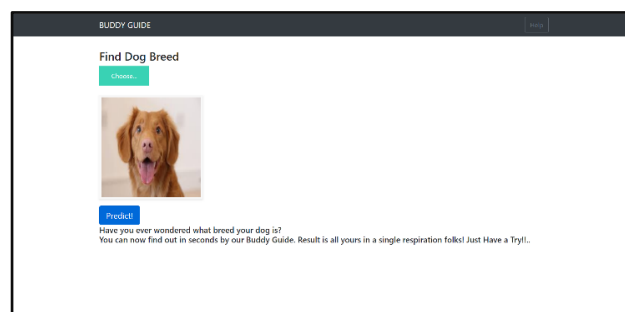 BUDDY GUIDE
Find Dog Breed
Choose..
Predict!
Have you ever wondered what breed your dog is?
You can now find out in seconds by our Buddy Guide. Result is all yours in a single respiration folks! Just Have a Try!!..